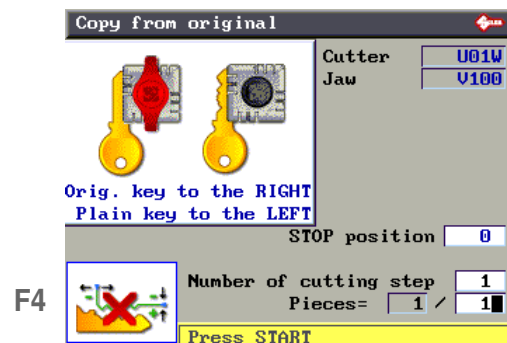 Copy from original
SILCA
Cutter U01W
Jaw V100
Orig. key to the RIGHT
Plain key to the LEFT
STOP position 0
Number of cutting step 1
Pieces= 1 / 1
F4
Press START